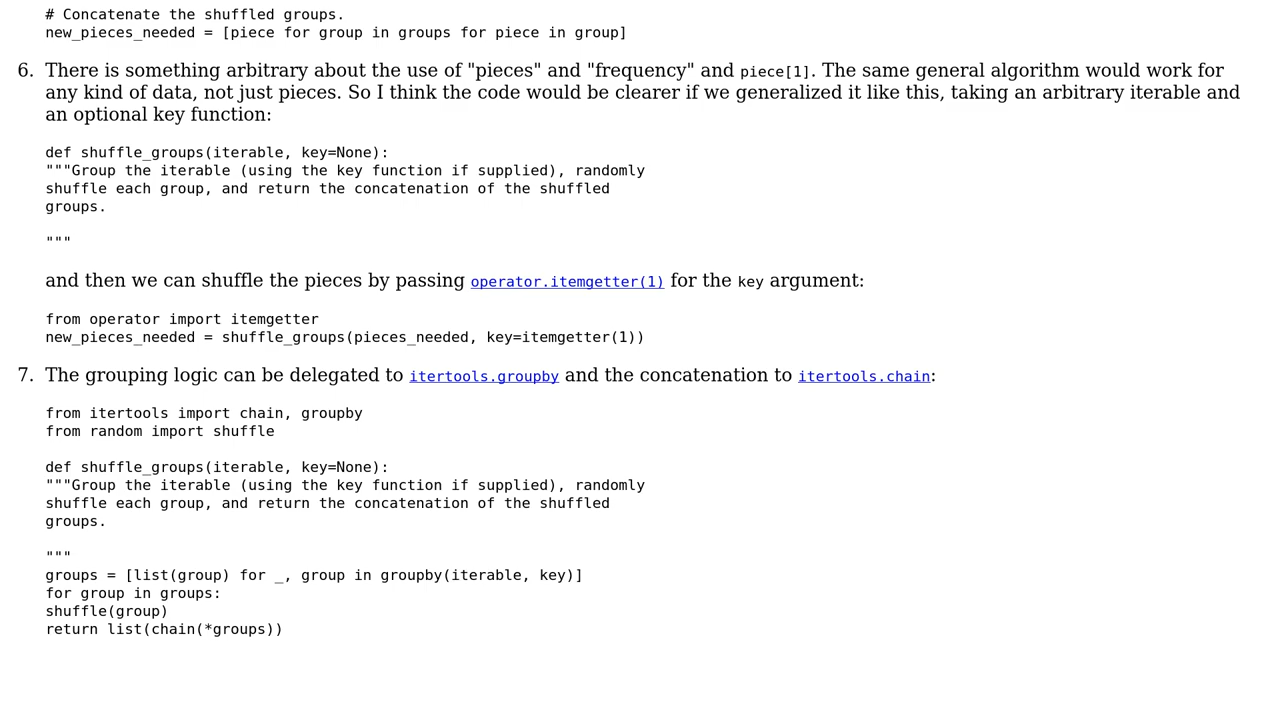 # Concatenate the shuffled groups.
new_pieces_needed = [piece for group in groups for piece in group]
6. There is something arbitrary about the use of "pieces" and "frequency" and piece[1]. The same general algorithm would work for
any kind of data, not just pieces. So I think the code would be clearer if we generalized it like this, taking an arbitrary iterable and
an optional key function:
def shuffle_groups(iterable, key=None):
"""Group the iterable (using the key function if supplied), randomly
shuffle each group, and return the concatenation of the shuffled
groups.
"""
and then we can shuffle the pieces by passing operator.itemgetter(1) for the key argument:
from operator import itemgetter
new_pieces_needed = shuffle_groups(pieces_needed, key=itemgetter(1))
7. The grouping logic can be delegated to itertools.groupby and the concatenation to itertools.chain:
from itertools import chain, groupby
from random import shuffle
def shuffle_groups(iterable, key=None):
"""Group the iterable (using the key function if supplied), randomly
shuffle each group, and return the concatenation of the shuffled
groups.
"""
groups = [list(group) for _, group in groupby(iterable, key)]
for group in groups:
shuffle(group)
return list(chain(*groups))